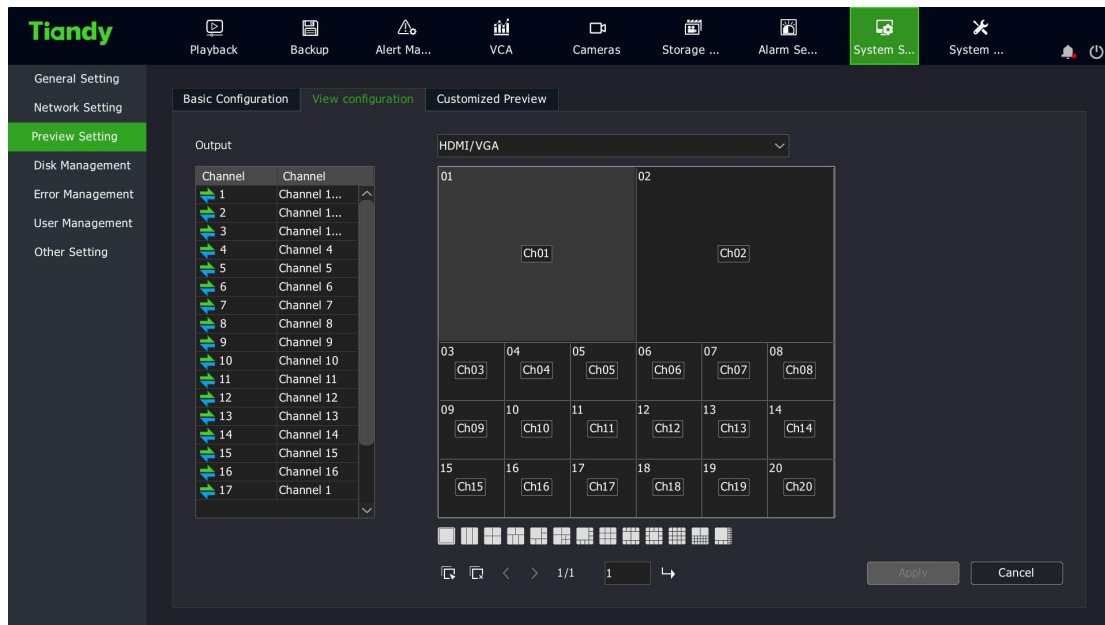 Tiandy
Playback Backup Alert Ma... VCA Cameras Storage ... Alarm Se... System S... System ...
General Setting
Network Setting
Preview Setting
Disk Management
Error Management
User Management
Other Setting
Basic Configuration View configuration Customized Preview
Output HDMI/VGA
Channel Channel
1 Channel 1...
2 Channel 1...
3 Channel 1...
4 Channel 4
5 Channel 5
6 Channel 6
7 Channel 7
8 Channel 8
9 Channel 9
10 Channel 10
11 Channel 11
12 Channel 12
13 Channel 13
14 Channel 14
15 Channel 15
16 Channel 16
17 Channel 1
01 02
Ch01 Ch02
03 04 05 06 07 08
Ch03 Ch04 Ch05 Ch06 Ch07 Ch08
09 10 11 12 13 14
Ch09 Ch10 Ch11 Ch12 Ch13 Ch14
15 16 17 18 19 20
Ch15 Ch16 Ch17 Ch18 Ch19 Ch20
1/1 1
Apply Cancel